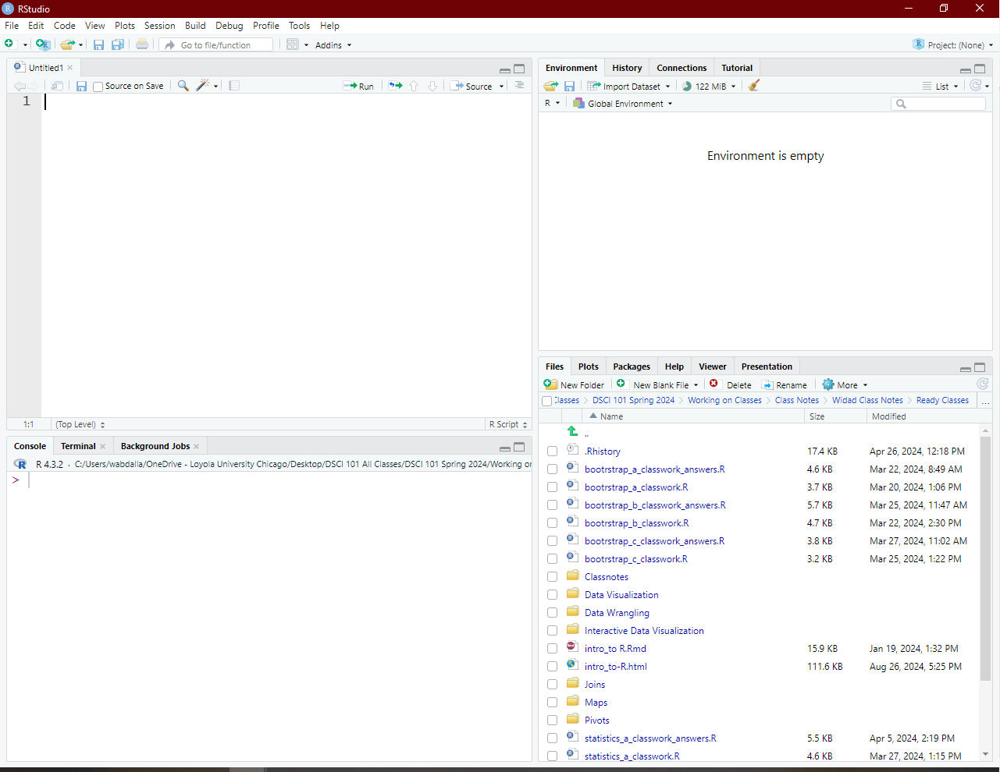 RStudio
File Edit Code View Plots Session Build Debug Profile Tools Help
Go to file/function Addins Project: (None)
Untitled1
Source on Save Run Source
1
1:1 (Top Level) R Script
Console Terminal Background Jobs
R 4.3.2 · C:/Users/wabdalla/OneDrive - Loyola University Chicago/Desktop/DSCI 101 All Classes/DSCI 101 Spring 2024/Working or
>
Environment History Connections Tutorial
Import Dataset 122 MiB List
R Global Environment
Environment is empty
Files Plots Packages Help Viewer Presentation
New Folder New Blank File Delete Rename More
Classes DSCI 101 Spring 2024 Working on Classes Class Notes Widad Class Notes Ready Classes ...
Name Size Modified
..
.Rhistory 17.4 KB Apr 26, 2024, 12:18 PM
bootrstrap_a_classwork_answers.R 4.6 KB Mar 22, 2024, 8:49 AM
bootrstrap_a_classwork.R 3.7 KB Mar 20, 2024, 1:06 PM
bootrstrap_b_classwork_answers.R 5.7 KB Mar 25, 2024, 11:47 AM
bootrstrap_b_classwork.R 4.7 KB Mar 22, 2024, 2:30 PM
bootrstrap_c_classwork_answers.R 3.8 KB Mar 27, 2024, 11:02 AM
bootrstrap_c_classwork.R 3.2 KB Mar 25, 2024, 1:22 PM
Classnotes
Data Visualization
Data Wrangling
Interactive Data Visualization
intro_to R.Rmd 15.9 KB Jan 19, 2024, 1:32 PM
intro_to-R.html 111.6 KB Aug 26, 2024, 5:25 PM
Joins
Maps
Pivots
statistics_a_classwork_answers.R 5.5 KB Apr 5, 2024, 2:19 PM
statistics_a_classwork.R 4.6 KB Mar 27, 2024, 1:15 PM